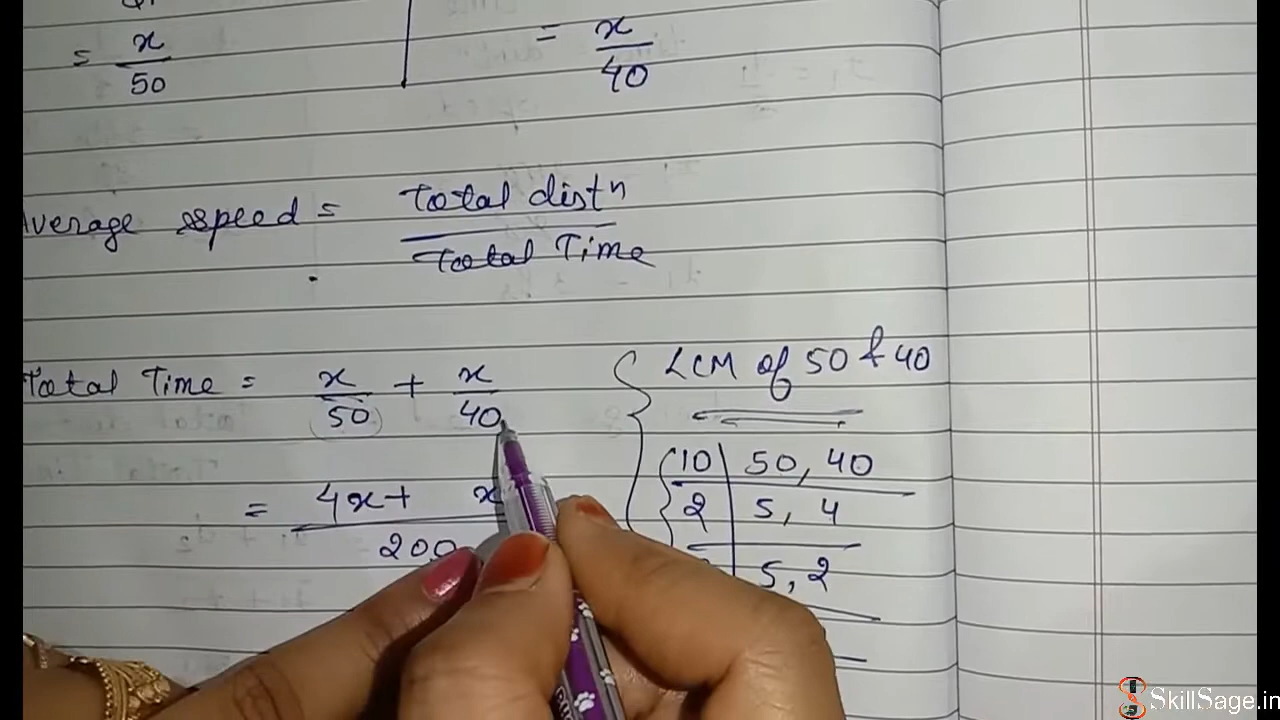 = x/50
= x/40
Average speed = Total distⁿ / Total Time
Total Time = x/50 + x/40
= 4x + x / 200
LCM of 50 & 40
10 | 50, 40
2 | 5, 4
5, 2
SkillSage.in